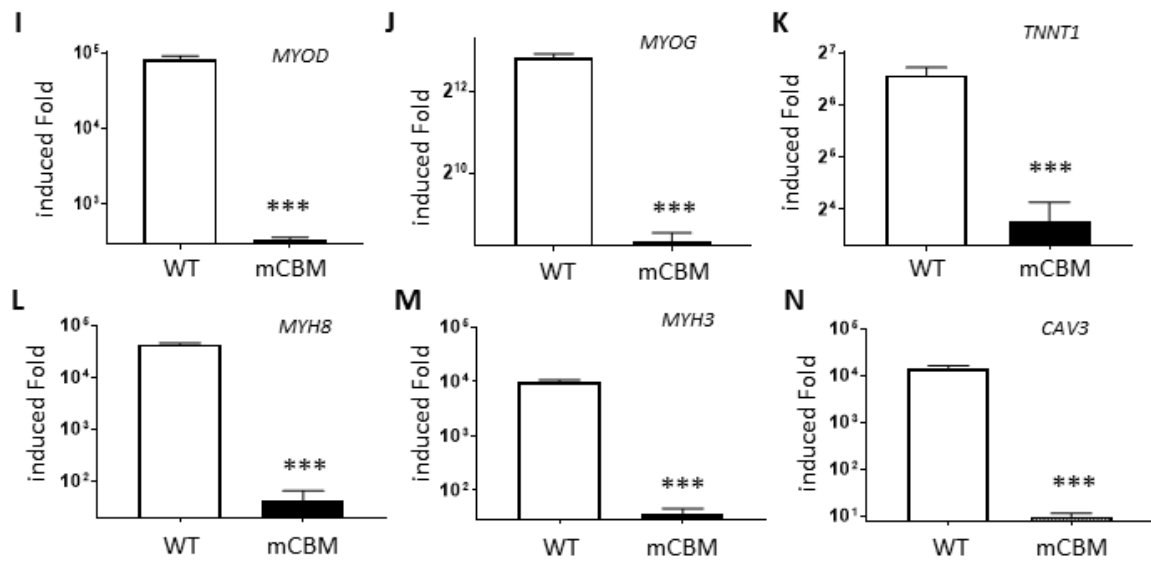 I
induced Fold
10⁵
10⁴
10³
MYOD
***
WT mCBM
J
induced Fold
2¹²
2¹⁰
MYOG
***
WT mCBM
K
induced Fold
2⁷
2⁶
2⁶
2⁴
TNNT1
***
WT mCBM
L
induced Fold
10⁵
10⁴
10³
10²
MYH8
***
WT mCBM
M
induced Fold
10⁵
10⁴
10³
10²
MYH3
***
WT mCBM
N
induced Fold
10⁶
10⁴
10³
10²
10¹
CAV3
***
WT mCBM